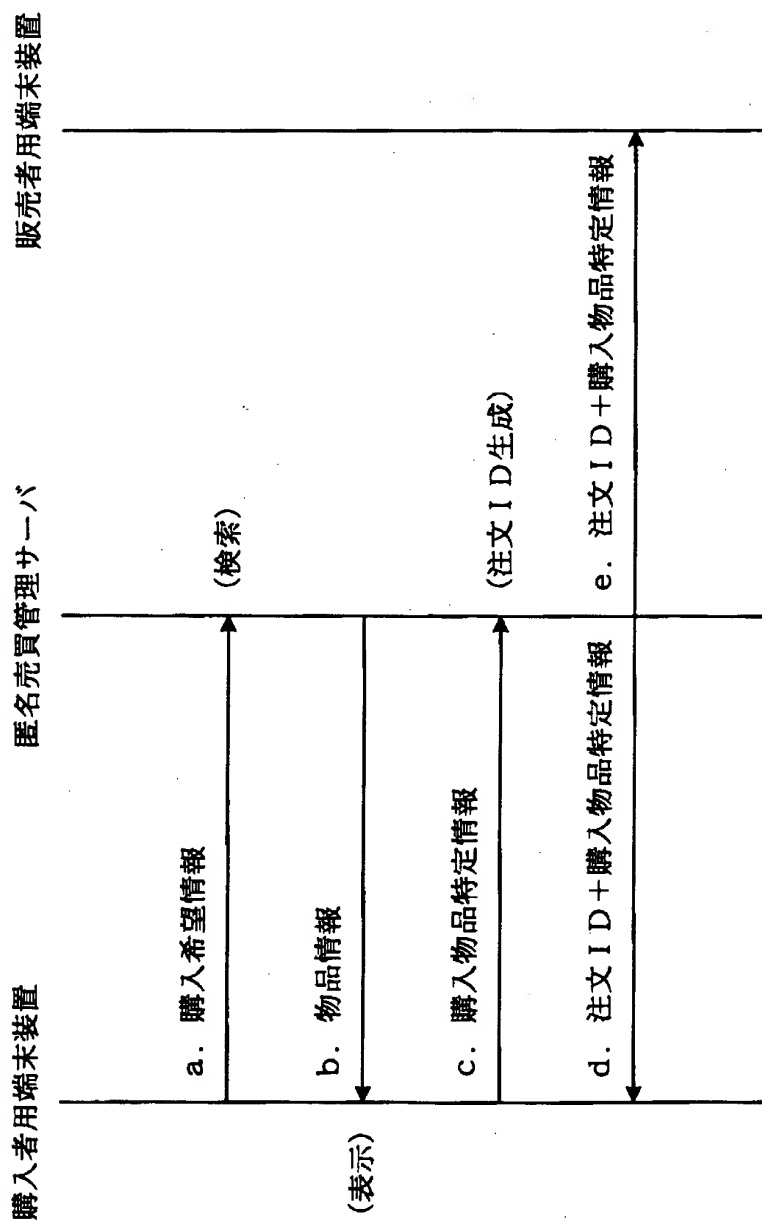 購入者用端末装置
匿名売買管理サーバ
販売者用端末装置
a．購入希望情報
(検索)
b．物品情報
(表示)
c．購入物品特定情報
(注文ＩＤ生成)
d．注文ＩＤ＋購入物品特定情報
e．注文ＩＤ＋購入物品特定情報